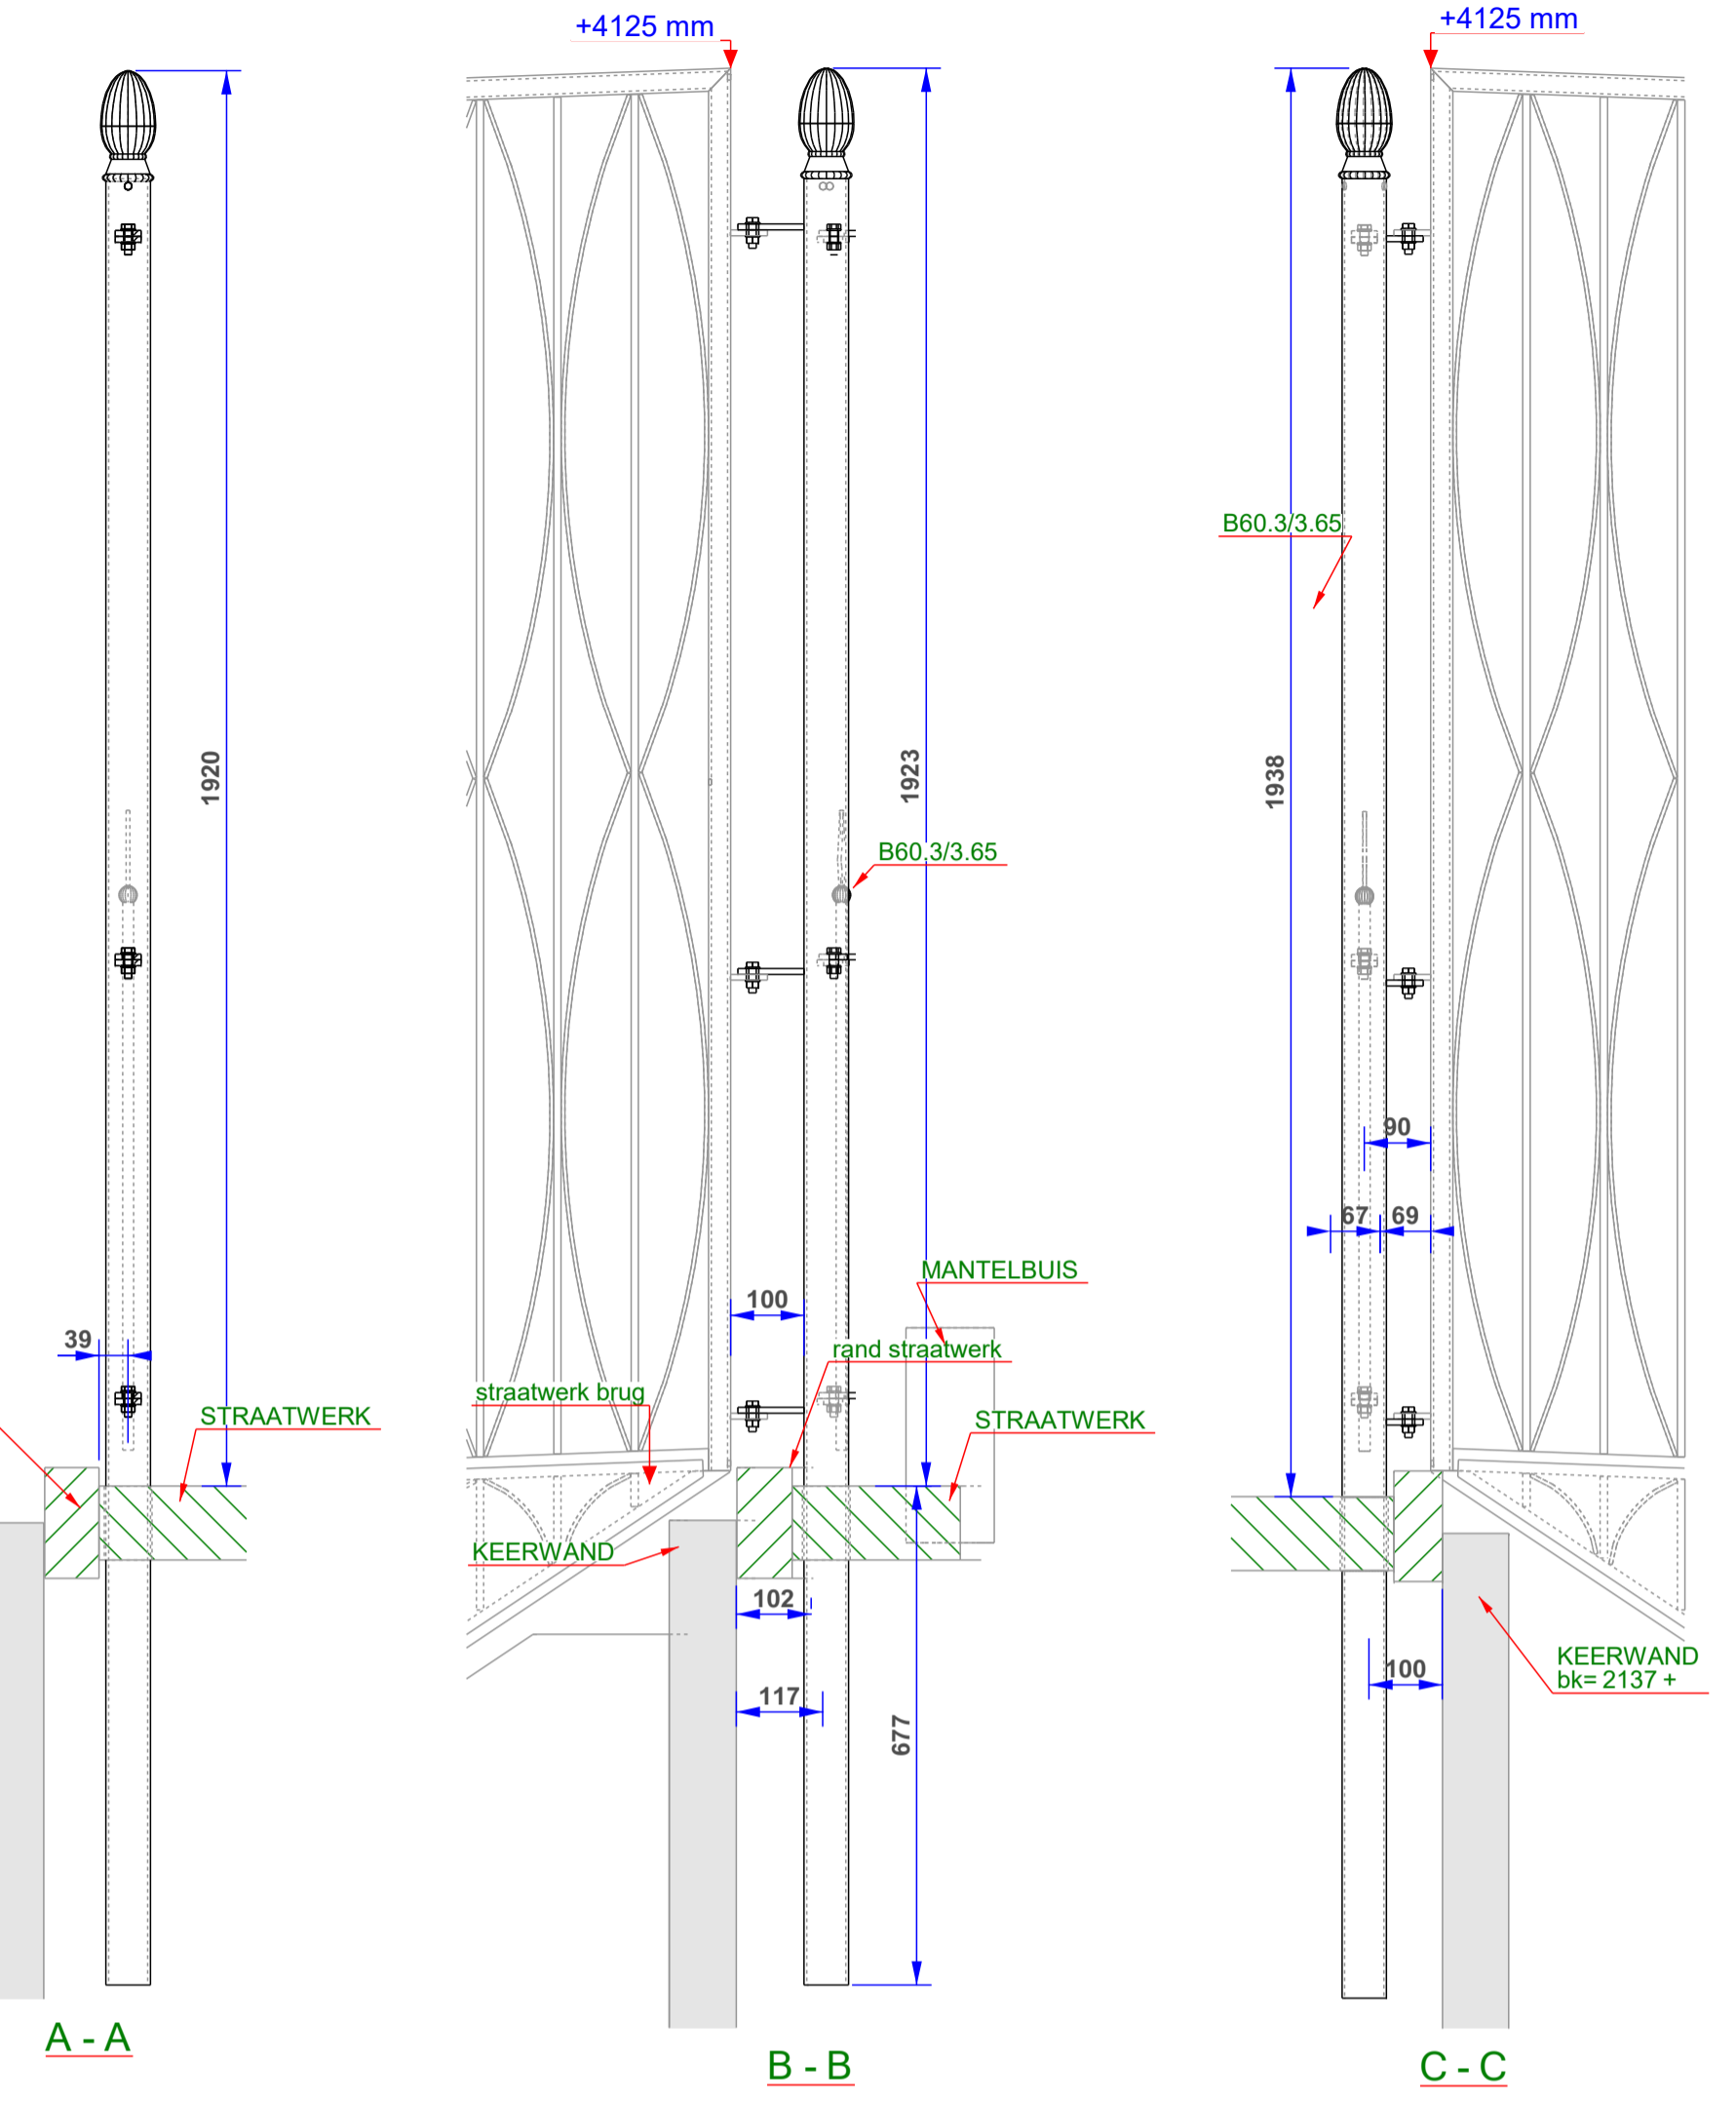 +4125 mm
+4125 mm
1920
1923
1938
B60.3/3.65
B60.3/3.65
90
67
69
MANTELBUIS
100
39
rand straatwerk
straatwerk brug
STRAATWERK
STRAATWERK
KEERWAND
102
117
677
100
KEERWAND
bk= 2137 +
A - A
B - B
C - C